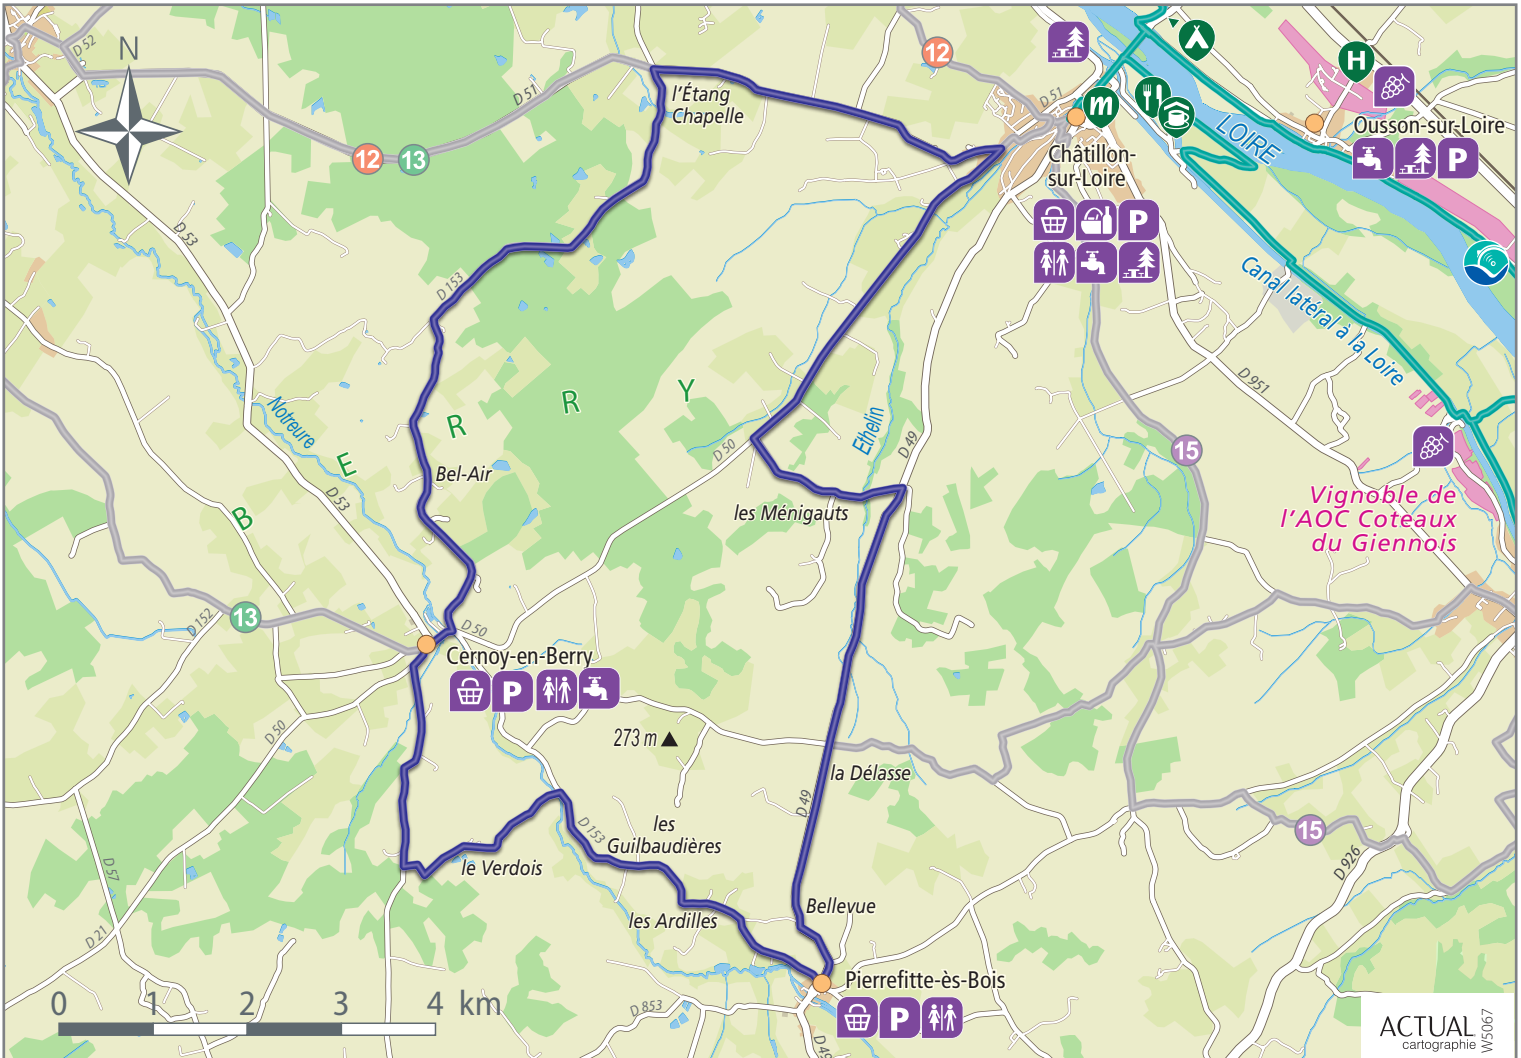 D 52
N
12
D 51
12
13
l'Étang
Chapelle
D 51
m
H
Ousson-sur-Loire
P
LOIRE
Châtillon-
sur-Loire
P
D 53
D 153
Canal latéral à la Loire
D 951
B E R R Y
Notreure
Bel-Air
D 53
D 50
Ethelin
D 49
15
les Ménigauts
Vignoble de
l'AOC Coteaux
du Giennois
D 152
13
D 50
Cernoy-en-Berry
P
D 50
273 m
la Délasse
D 49
D 153
les
Guilbaudières
le Verdois
D 57
15
D 926
Bellevue
les Ardilles
D 21
Pierrefitte-ès-Bois
P
D 853
D 49
0 1 2 3 4 km
ACTUAL
cartographie
W5067